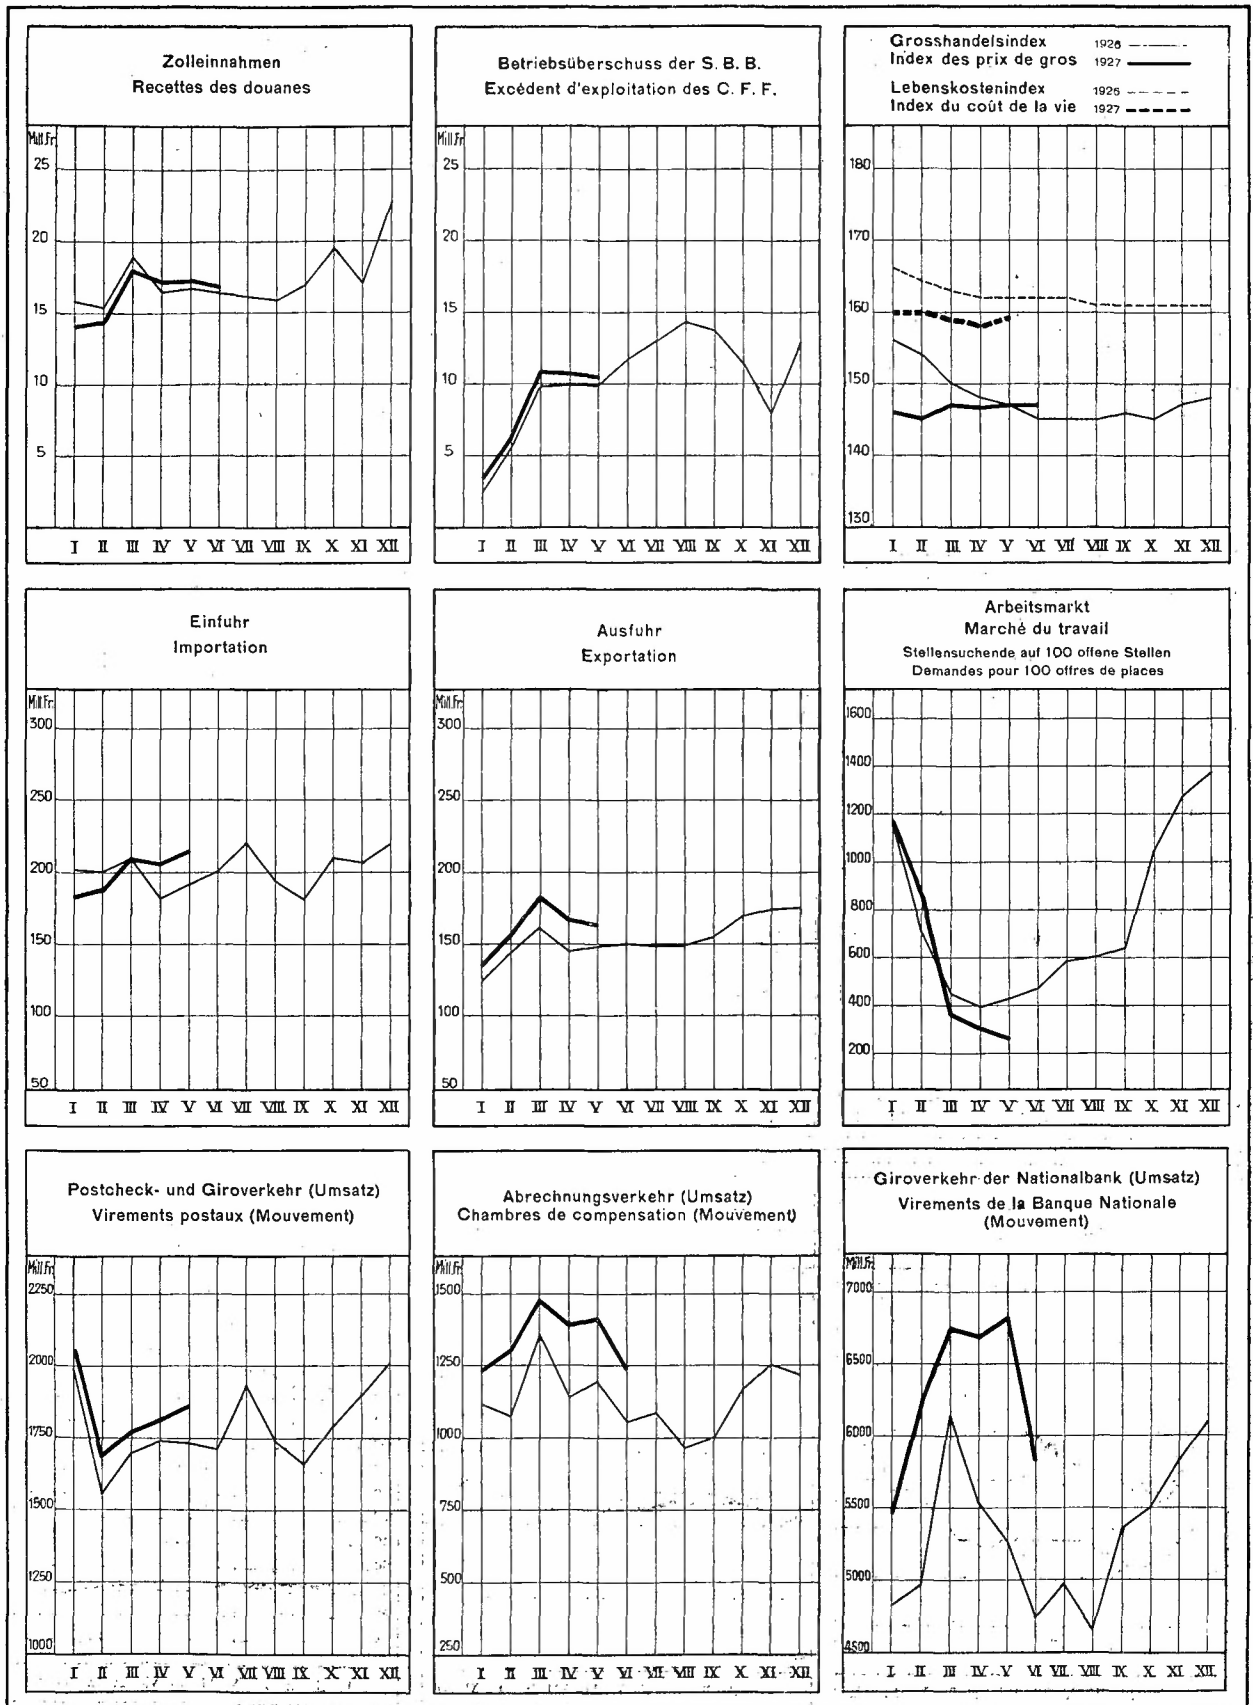 Zolleinnahmen
Recettes des douanes
Mill.Fr.
25
20
15
10
5
I II III IV V VI VII VIII IX X XI XII
Betriebsüberschuss der S. B. B.
Excédent d'exploitation des C. F. F.
Mill.Fr.
25
20
15
10
5
I II III IV V VI VII VIII IX X XI XII
Grosshandelsindex 1926
Index des prix de gros 1927
Lebenskostenindex 1926
Index du coût de la vie 1927
180
170
160
150
140
130
I II III IV V VI VII VIII IX X XI XII
Einfuhr
Importation
Mill.Fr.
300
250
200
150
100
50
I II III IV V VI VII VIII IX X XI XII
Ausfuhr
Exportation
Mill.Fr.
300
250
200
150
100
50
I II III IV V VI VII VIII IX X XI XII
Arbeitsmarkt
Marché du travail
Stellensuchende auf 100 offene Stellen
Demandes pour 100 offres de places
1600
1400
1200
1000
800
600
400
200
I II III IV V VI VII VIII IX X XI XII
Postcheck- und Giroverkehr (Umsatz)
Virements postaux (Mouvement)
Mill.Fr.
2250
2000
1750
1500
1250
1000
I II III IV V VI VII VIII IX X XI XII
Abrechnungsverkehr (Umsatz)
Chambres de compensation (Mouvement)
Mill.Fr.
1500
1250
1000
750
500
250
I II III IV V VI VII VIII IX X XI XII
Giroverkehr der Nationalbank (Umsatz)
Virements de la Banque Nationale
(Mouvement)
Mill.Fr.
7000
6500
6000
5500
5000
4500
I II III IV V VI VII VIII IX X XI XII